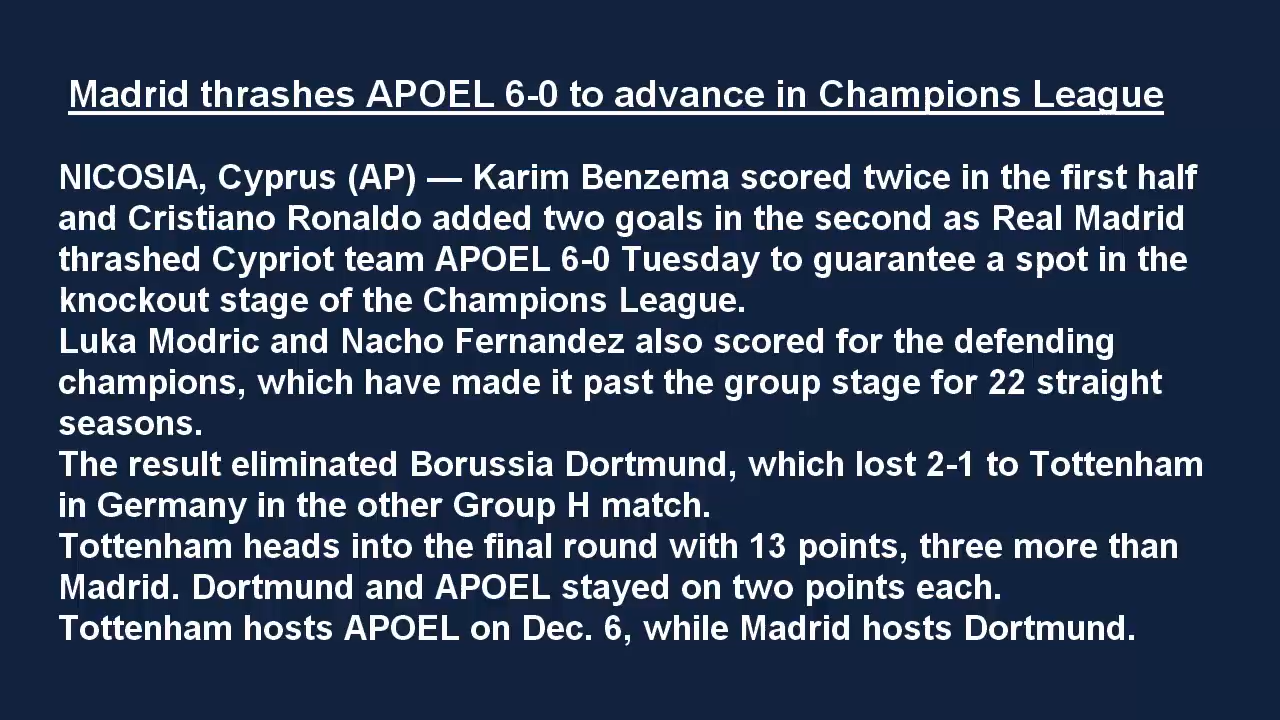 Madrid thrashes APOEL 6-0 to advance in Champions League
NICOSIA, Cyprus (AP) — Karim Benzema scored twice in the first half
and Cristiano Ronaldo added two goals in the second as Real Madrid
thrashed Cypriot team APOEL 6-0 Tuesday to guarantee a spot in the
knockout stage of the Champions League.
Luka Modric and Nacho Fernandez also scored for the defending
champions, which have made it past the group stage for 22 straight
seasons.
The result eliminated Borussia Dortmund, which lost 2-1 to Tottenham
in Germany in the other Group H match.
Tottenham heads into the final round with 13 points, three more than
Madrid. Dortmund and APOEL stayed on two points each.
Tottenham hosts APOEL on Dec. 6, while Madrid hosts Dortmund.